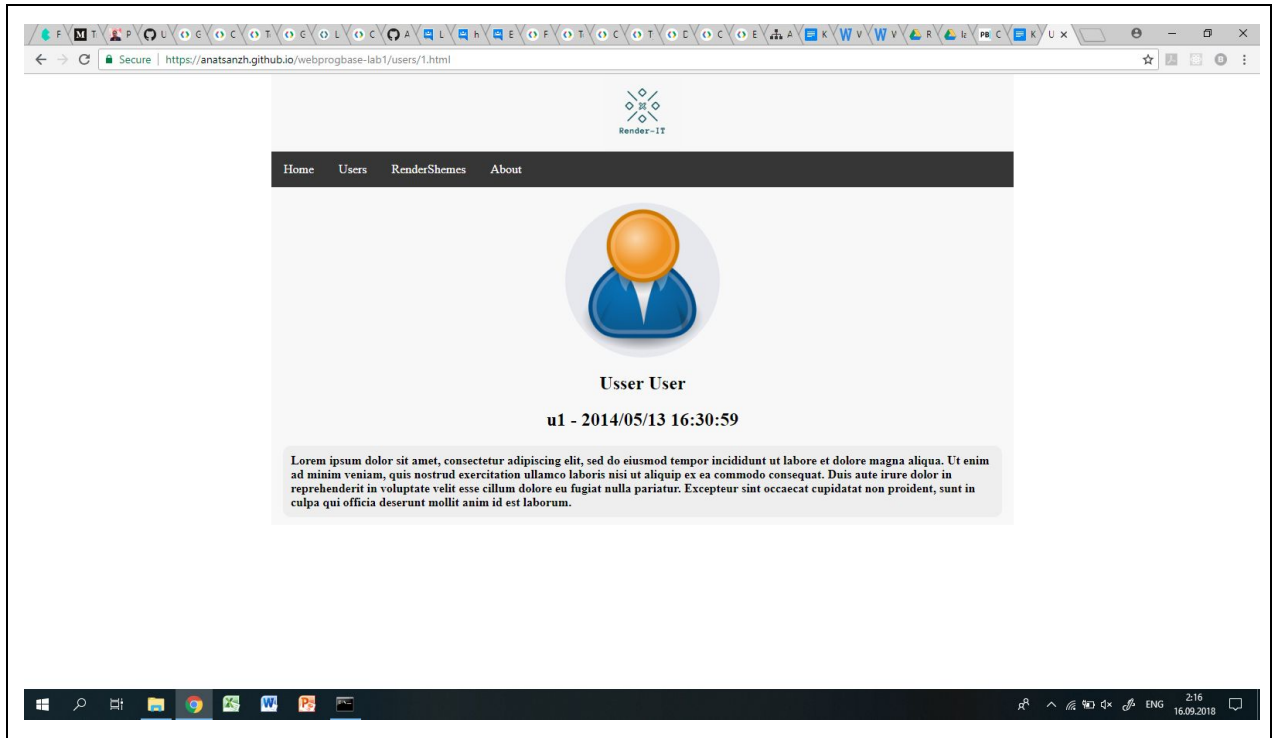 F M T P U G C T G L C A L h E F T C T C C E A K W V W V R Iz PB C K U
Secure | https://anatsanzh.github.io/webprogbase-lab1/users/1.html
Render-IT
Home Users RenderShemes About
Usser User
u1 - 2014/05/13 16:30:59
Lorem ipsum dolor sit amet, consectetur adipiscing elit, sed do eiusmod tempor incididunt ut labore et dolore magna aliqua. Ut enim
ad minim veniam, quis nostrud exercitation ullamco laboris nisi ut aliquip ex ea commodo consequat. Duis aute irure dolor in
reprehenderit in voluptate velit esse cillum dolore eu fugiat nulla pariatur. Excepteur sint occaecat cupidatat non proident, sunt in
culpa qui officia deserunt mollit anim id est laborum.
ENG
2:16
16.09.2018